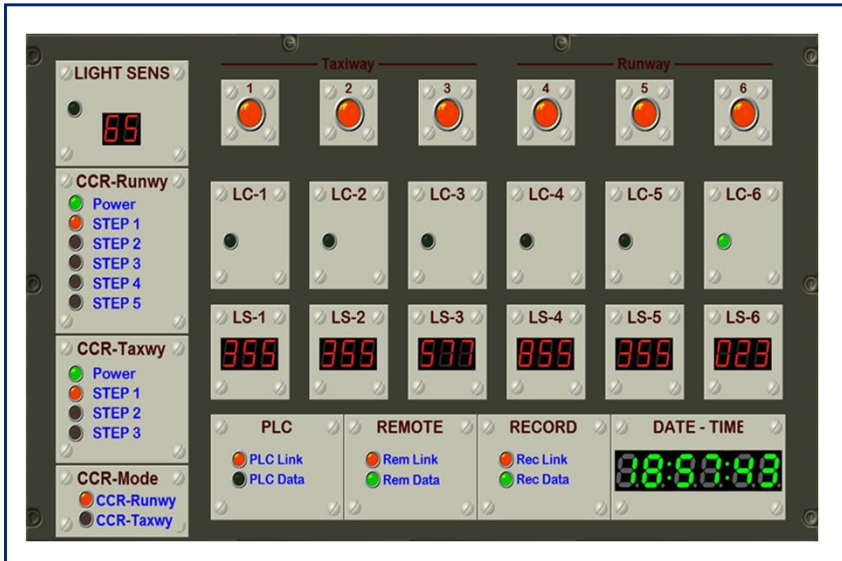 Taxiway
Runway
LIGHT SENS
65
1
2
3
4
5
6
CCR-Runwy
Power
STEP 1
STEP 2
STEP 3
STEP 4
STEP 5
LC-1
LC-2
LC-3
LC-4
LC-5
LC-6
LS-1
LS-2
LS-3
LS-4
LS-5
LS-6
355
355
577
855
355
023
CCR-Taxwy
Power
STEP 1
STEP 2
STEP 3
CCR-Mode
CCR-Runwy
CCR-Taxwy
PLC
PLC Link
PLC Data
REMOTE
Rem Link
Rem Data
RECORD
Rec Link
Rec Data
DATE - TIME
18:57:43